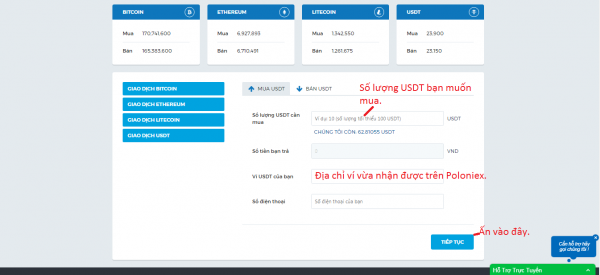 BITCOIN
Mua 170,741,600
Bán 165,383,600
ETHEREUM
Mua 6,927,895
Bán 6,710,491
LITECOIN
Mua 1,342,550
Bán 1,261,675
USDT
Mua 23,900
Bán 23,150
GIAO DỊCH BITCOIN
GIAO DỊCH ETHEREUM
GIAO DỊCH LITECOIN
GIAO DỊCH USDT
MUA USDT
BÁN USDT
Số lượng USDT bạn muốn
mua.
Số lượng USDT cần
mua
Ví dụ: 10 (số lượng tối thiểu 100 USDT)
USDT
CHÚNG TÔI CÒN: 62.81055 USDT
Số tiền bạn trả
0
VND
Ví USDT của bạn
Địa chỉ ví vừa nhận được trên Poloniex.
Số điện thoại
Số điện thoại của bạn
Ấn vào đây.
TIẾP TỤC
Cần hỗ trợ hãy
gọi chúng tôi !
Hỗ Trợ Trực Tuyến